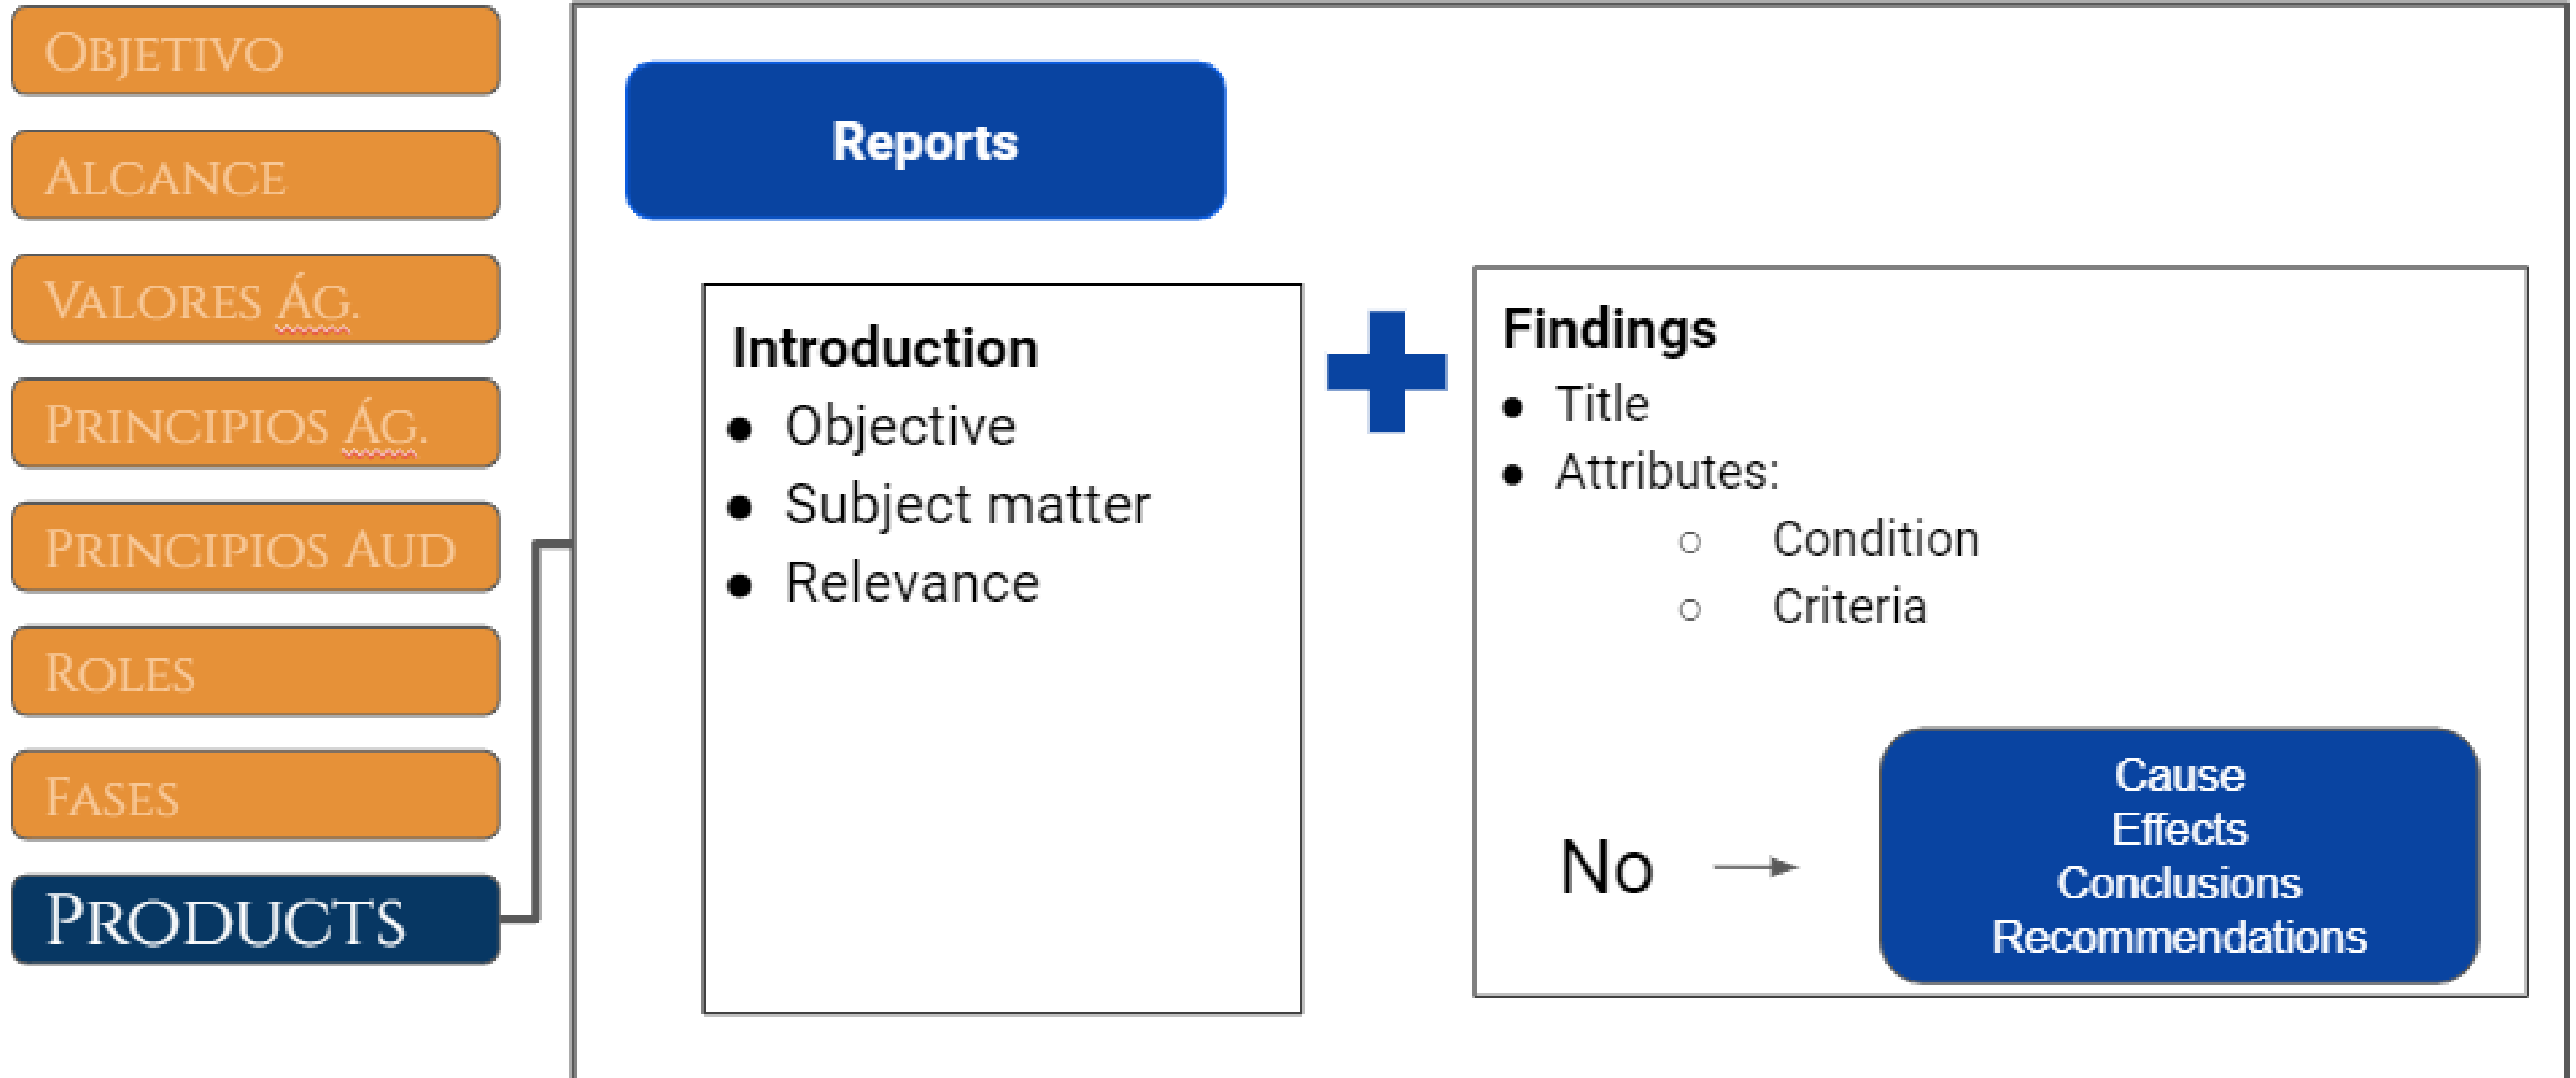 OBJETIVO
ALCANCE
VALORES ÁG.
PRINCIPIOS ÁG.
PRINCIPIOS AUD
ROLES
FASES
PRODUCTS
Reports
Introduction
● Objective
● Subject matter
● Relevance
Findings
● Title
● Attributes:
○ Condition
○ Criteria
No
Cause
Effects
Conclusions
Recommendations